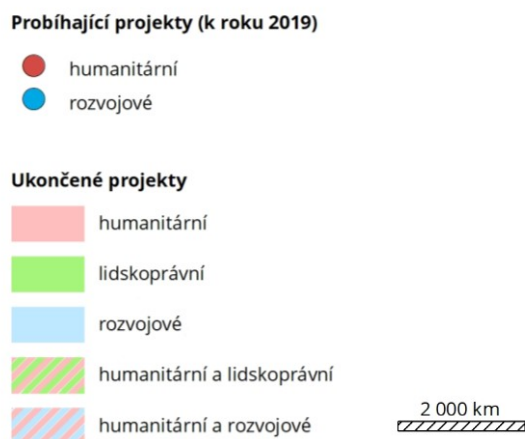 Probíhající projekty (k roku 2019)
humanitární
rozvojové
Ukončené projekty
humanitární
lidskoprávní
rozvojové
humanitární a lidskoprávní
humanitární a rozvojové
2 000 km